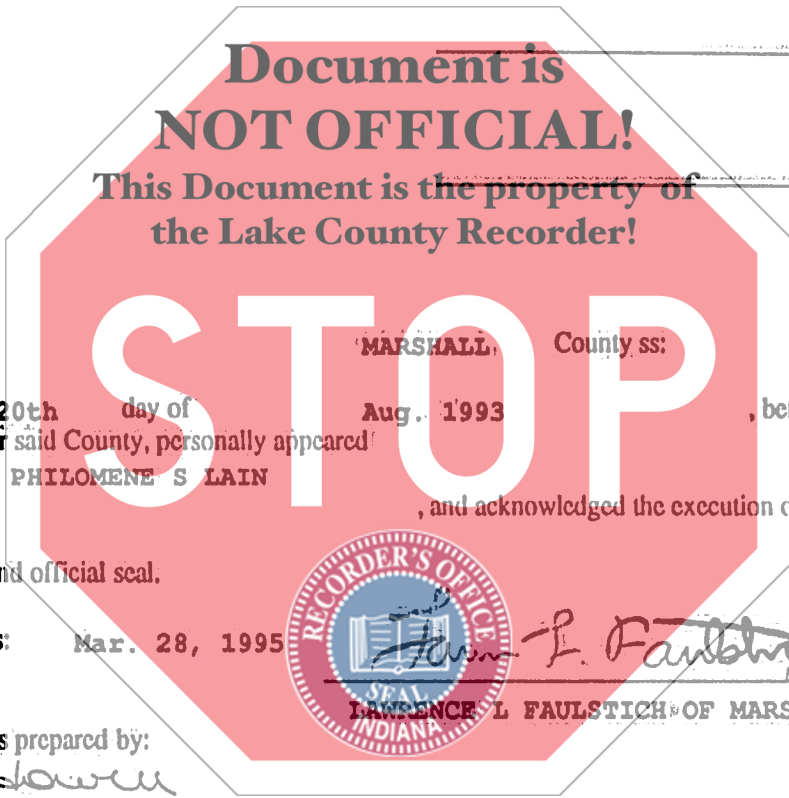 Document is
NOT OFFICIAL!
This Document is the property of
the Lake County Recorder!
STOP
MARSHALL County ss:
20th day of Aug. 1993 , be
r said County, personally appeared
PHILOMENE S LAIN
, and acknowledged the execution o
nd official seal.
s: Mar. 28, 1995
RECORDER'S OFFICE
SEAL
INDIANA
LAWRENCE L FAULSTICH OF MARS
s prepared by: